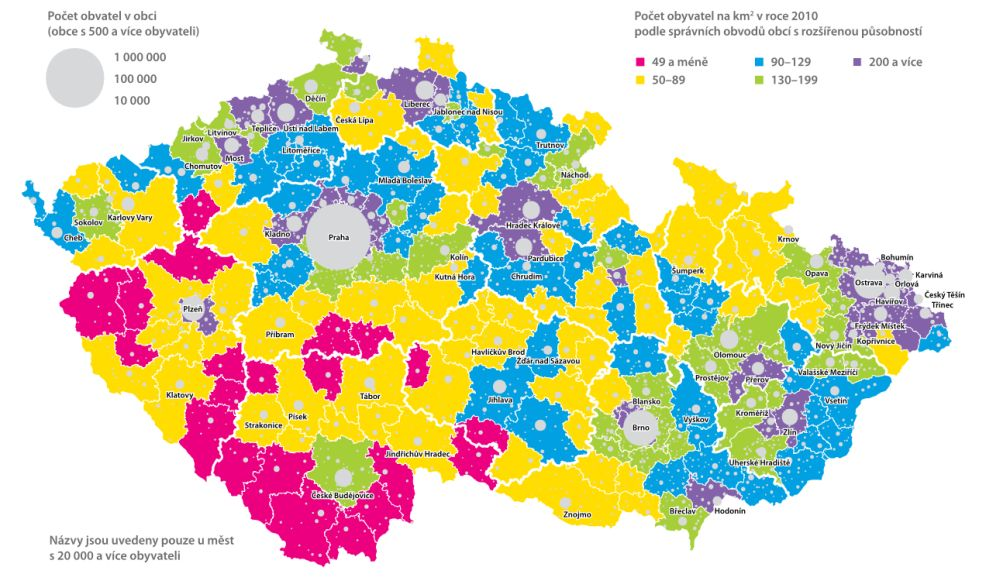 Počet obvatel v obci
(obce s 500 a více obyvateli)
1 000 000
100 000
10 000
Počet obyvatel na km² v roce 2010
podle správních obvodů obcí s rozšířenou působností
49 a méně
90–129
200 a více
50–89
130–199
Děčín
Liberec
Jablonec nad Nisou
Teplice
Ústí nad Labem
Česká Lípa
Litvínov
Jirkov
Most
Litoměřice
Trutnov
Chomutov
Náchod
Mladá Boleslav
Karlovy Vary
Sokolov
Cheb
Kladno
Praha
Hradec Králové
Pardubice
Kolín
Kutná Hora
Chrudim
Krnov
Šumperk
Opava
Bohumín
Karviná
Ostrava
Orlová
Český Těšín
Havířov
Třinec
Frýdek Místek
Kopřivnice
Nový Jičín
Plzeň
Příbram
Havlíčkův Brod
Žďár nad Sázavou
Olomouc
Valašské Meziříčí
Přerov
Prostějov
Klatovy
Tábor
Jihlava
Blansko
Vsetín
Písek
Strakonice
Kroměříž
Vyškov
Brno
Zlín
Jindřichův Hradec
Uherské Hradiště
České Budějovice
Znojmo
Břeclav
Hodonín
Názvy jsou uvedeny pouze u měst
s 20 000 a více obyvateli